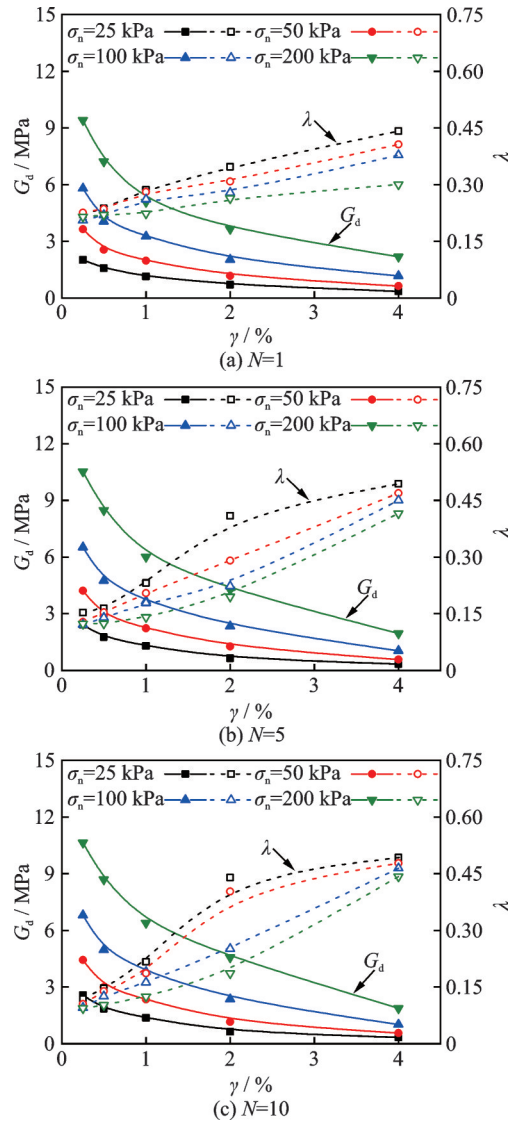 15
12
9
6
3
0
G_d / MPa
σ_n=25 kPa
σ_n=50 kPa
σ_n=100 kPa
σ_n=200 kPa
λ
G_d
0.75
0.60
0.45
0.30
0.15
0
λ
0 1 2 3 4
γ / %
(a) N=1
15
12
9
6
3
0
G_d / MPa
σ_n=25 kPa
σ_n=50 kPa
σ_n=100 kPa
σ_n=200 kPa
λ
G_d
0.75
0.60
0.45
0.30
0.15
0
λ
0 1 2 3 4
γ / %
(b) N=5
15
12
9
6
3
0
G_d / MPa
σ_n=25 kPa
σ_n=50 kPa
σ_n=100 kPa
σ_n=200 kPa
λ
G_d
0.75
0.60
0.45
0.30
0.15
0
λ
0 1 2 3 4
γ / %
(c) N=10